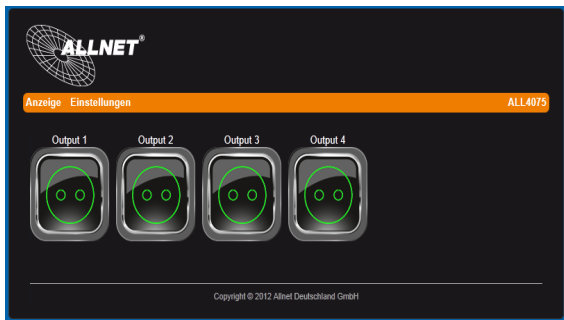 ALLNET®
Anzeige Einstellungen ALL4075
Output 1 Output 2 Output 3 Output 4
Copyright © 2012 Allnet Deutschland GmbH